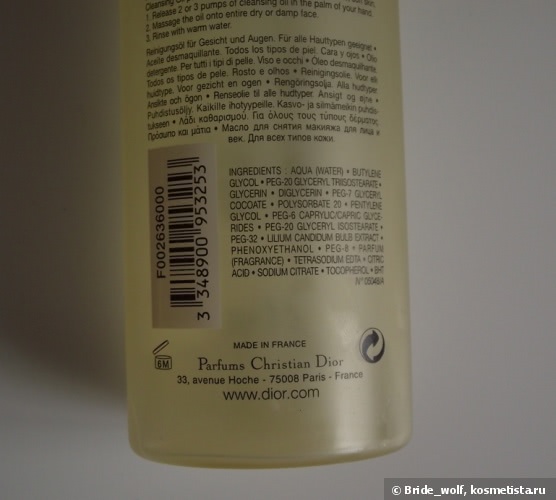 Cleansing Oil
1. Release 2 or 3 pumps of cleansing oil in the palm of your hand.
2. Massage the oil onto entire dry or damp face.
3. Rinse with warm water.
Reinigungsöl für Gesicht und Augen. Für alle Hauttypen geeignet •
Aceite desmaquillante. Todos los tipos de piel. Cara y ojos • Olio
detergente. Per tutti i tipi di pelle. Viso e occhi • Óleo desmaquilhante.
Todos os tipos de pele. Rosto e olhos • Reinigingsolie. Voor elk
huidtype. Voor gezicht en ogen • Rengöringsolja. Alla hudtyper.
Ansikte och ögon • Renseolie til alle hudtyper. Ansigt og øjne •
Puhdistusöljy. Kaikille ihotyypeille. Kasvo- ja silmämeikin puhdis-
tukseen • Λάδι καθαρισμού. Για όλους τους τύπους δέρματος.
Πρόσωπο και μάτια • Масло для снятия макияжа для лица и
век. Для всех типов кожи.
F002636000
3 348900 953253
INGREDIENTS : AQUA (WATER) • BUTYLENE
GLYCOL • PEG-20 GLYCERYL TRIISOSTEARATE •
GLYCERIN • DIGLYCERIN • PEG-7 GLYCERYL
COCOATE • POLYSORBATE 20 • PENTYLENE
GLYCOL • PEG-6 CAPRYLIC/CAPRIC GLYCE-
RIDES • PEG-20 GLYCERYL ISOSTEARATE •
PEG-32 • LILIUM CANDIDUM BULB EXTRACT •
PHENOXYETHANOL • PEG-8 • PARFUM
(FRAGRANCE) • TETRASODIUM EDTA • CITRIC
ACID • SODIUM CITRATE • TOCOPHEROL • BHT
N° 05048/A
MADE IN FRANCE
6M
Parfums Christian Dior
33, avenue Hoche - 75008 Paris - France
www.dior.com
© Bride_wolf, kosmetista.ru